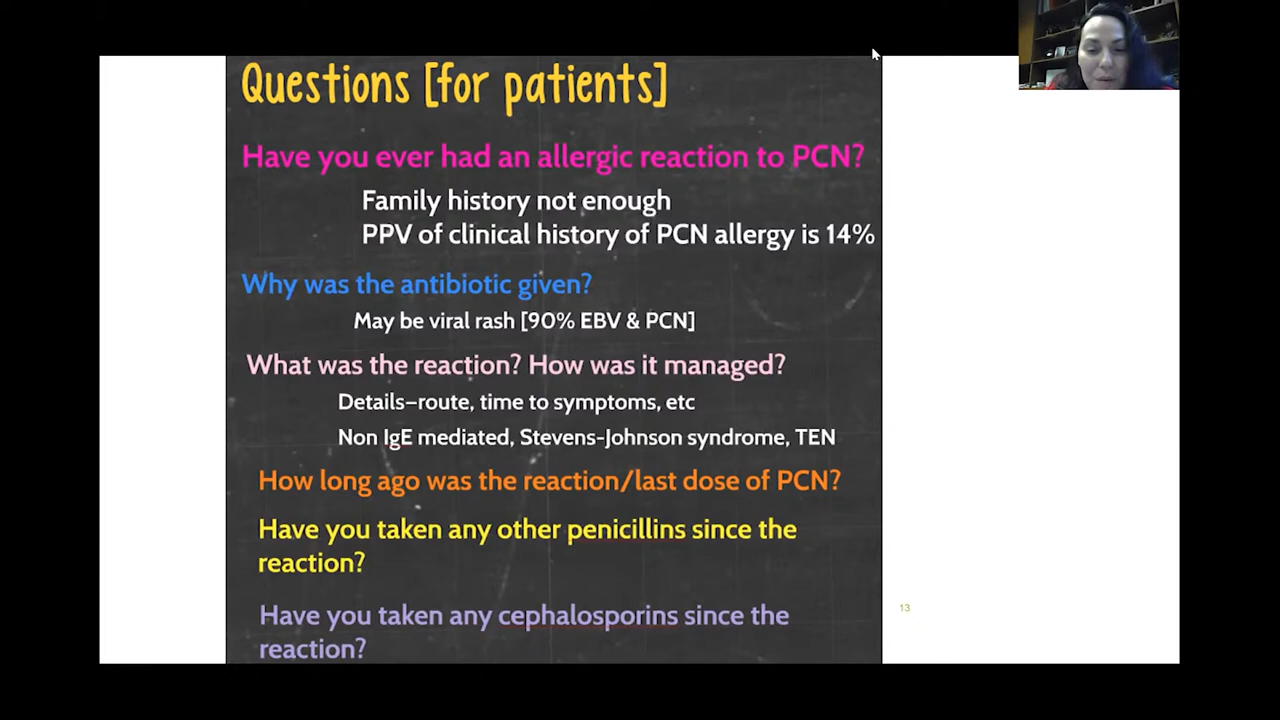 Questions [for patients]
Have you ever had an allergic reaction to PCN?
Family history not enough
PPV of clinical history of PCN allergy is 14%
Why was the antibiotic given?
May be viral rash [90% EBV & PCN]
What was the reaction? How was it managed?
Details–route, time to symptoms, etc
Non IgE mediated, Stevens-Johnson syndrome, TEN
How long ago was the reaction/last dose of PCN?
Have you taken any other penicillins since the
reaction?
Have you taken any cephalosporins since the
reaction?
13